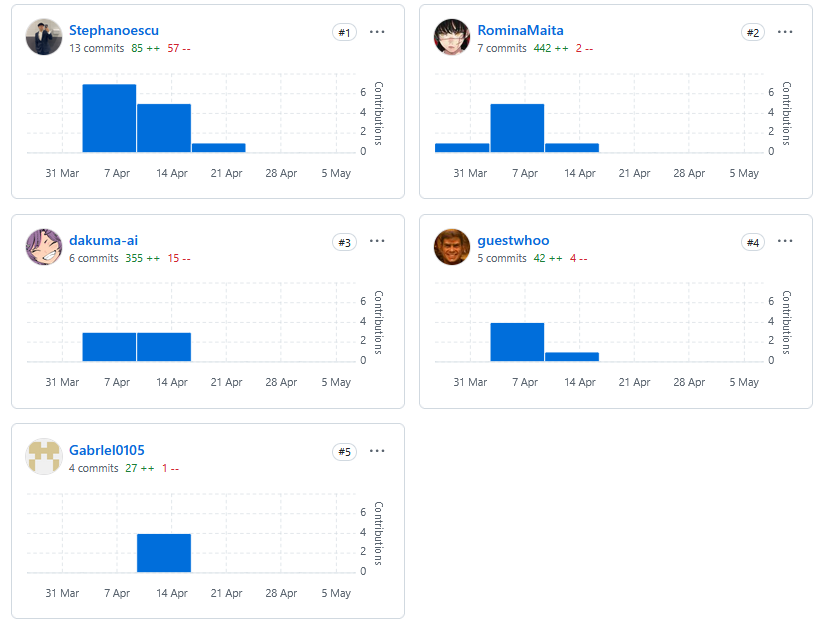 Stephanoescu #1 ...
13 commits 85 ++ 57 --
6
4
2
0
Contributions
31 Mar 7 Apr 14 Apr 21 Apr 28 Apr 5 May
RominaMaita #2 ...
7 commits 442 ++ 2 --
6
4
2
0
Contributions
31 Mar 7 Apr 14 Apr 21 Apr 28 Apr 5 May
dakuma-ai #3 ...
6 commits 355 ++ 15 --
6
4
2
0
Contributions
31 Mar 7 Apr 14 Apr 21 Apr 28 Apr 5 May
guestwhoo #4 ...
5 commits 42 ++ 4 --
6
4
2
0
Contributions
31 Mar 7 Apr 14 Apr 21 Apr 28 Apr 5 May
Gabrlel0105 #5 ...
4 commits 27 ++ 1 --
6
4
2
0
Contributions
31 Mar 7 Apr 14 Apr 21 Apr 28 Apr 5 May